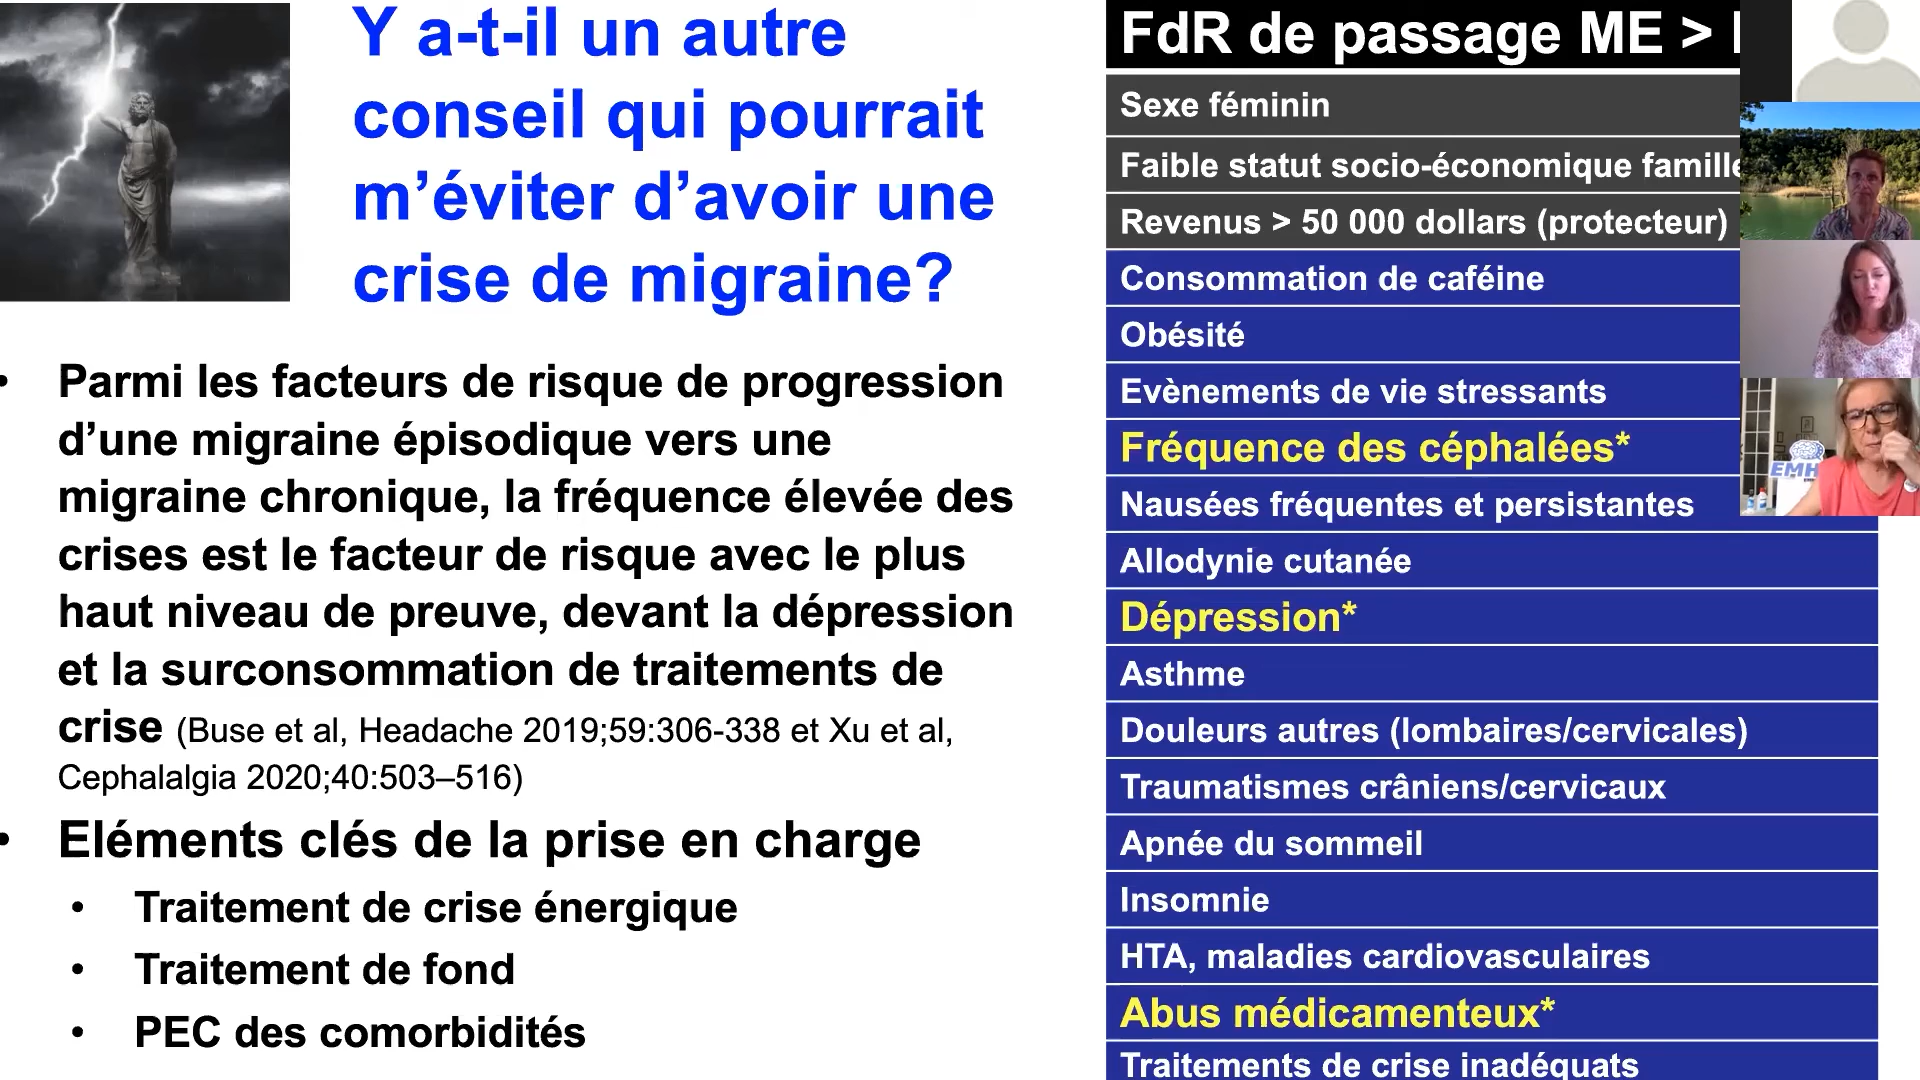 Y a-t-il un autre
conseil qui pourrait
m’éviter d’avoir une
crise de migraine?
• Parmi les facteurs de risque de progression
d’une migraine épisodique vers une
migraine chronique, la fréquence élevée des
crises est le facteur de risque avec le plus
haut niveau de preuve, devant la dépression
et la surconsommation de traitements de
crise (Buse et al, Headache 2019;59:306-338 et Xu et al,
Cephalalgia 2020;40:503–516)
• Eléments clés de la prise en charge
• Traitement de crise énergique
• Traitement de fond
• PEC des comorbidités
FdR de passage ME >
Sexe féminin
Faible statut socio-économique famille
Revenus > 50 000 dollars (protecteur)
Consommation de caféine
Obésité
Evènements de vie stressants
Fréquence des céphalées*
Nausées fréquentes et persistantes
Allodynie cutanée
Dépression*
Asthme
Douleurs autres (lombaires/cervicales)
Traumatismes crâniens/cervicaux
Apnée du sommeil
Insomnie
HTA, maladies cardiovasculaires
Abus médicamenteux*
Traitements de crise inadéquats
EMH